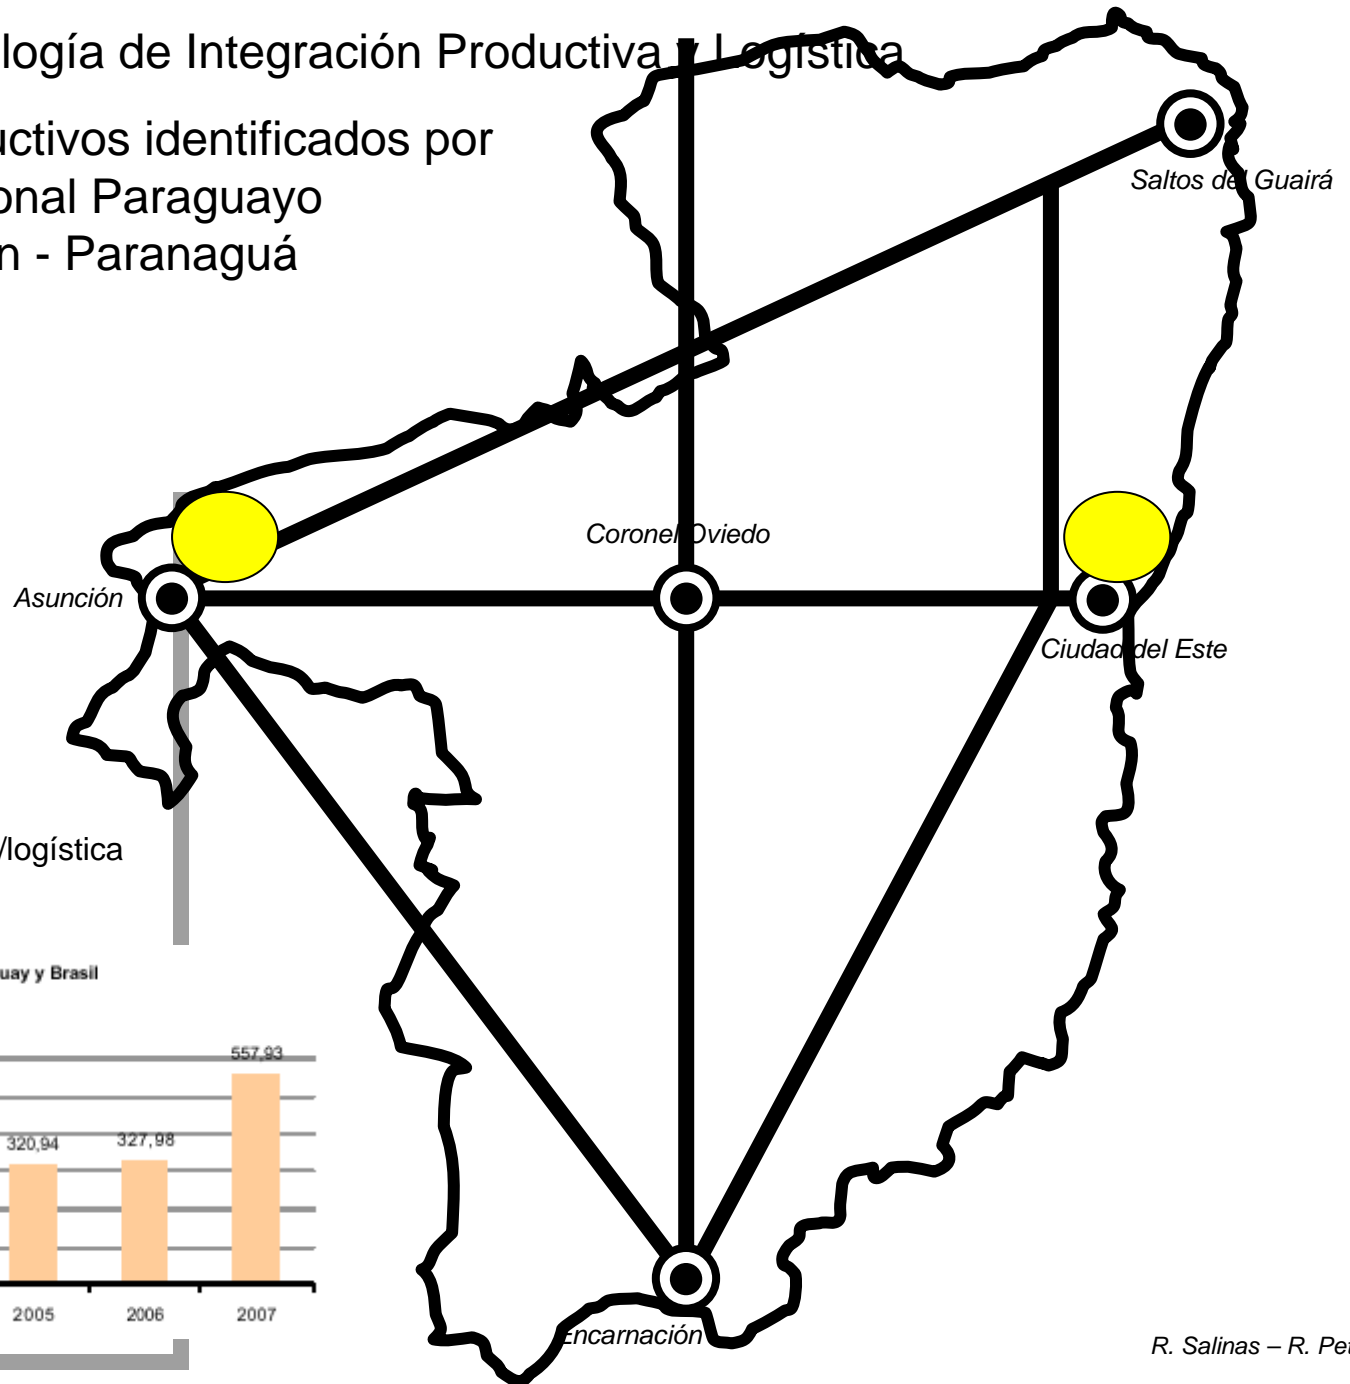 logía de Integración Productiva y Logística
uctivos identificados por
onal Paraguayo
n - Paranaguá
Saltos del Guairá
Coronel Oviedo
Asunción
Ciudad del Este
/logística
uay y Brasil
557,93
320,94
327,98
2005
2006
2007
Encarnación
R. Salinas – R. Pet